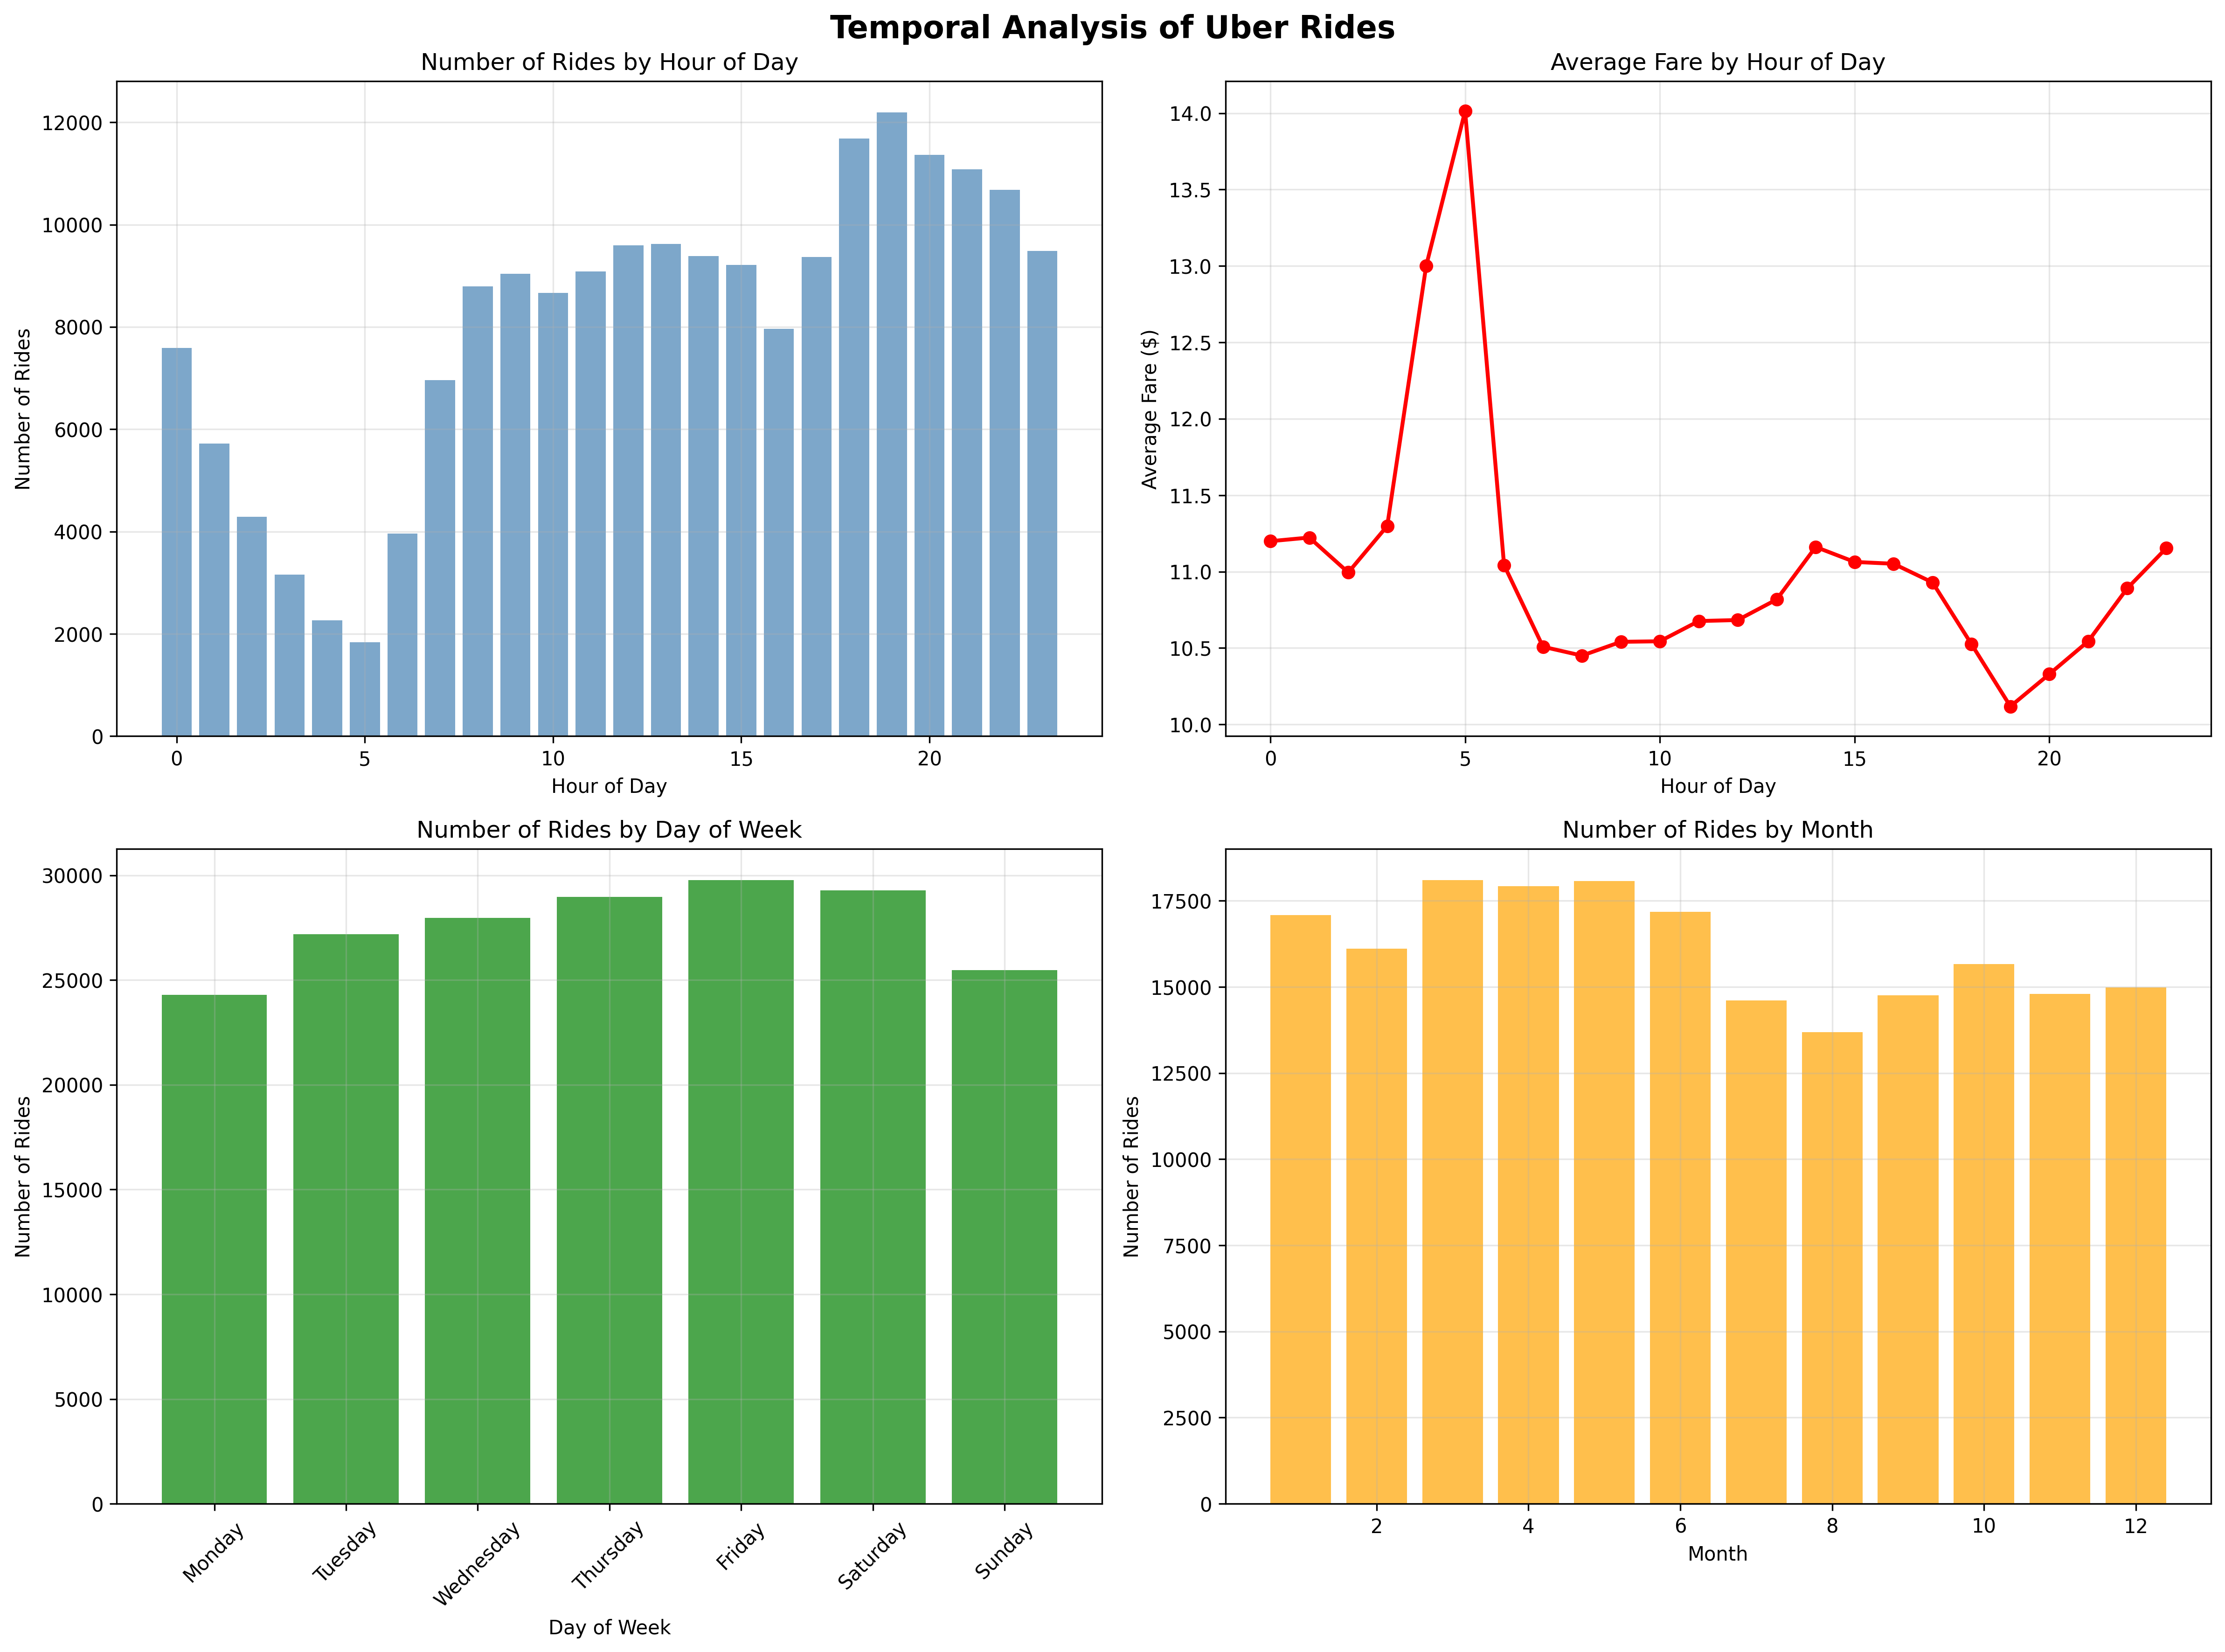 Temporal Analysis of Uber Rides
Number of Rides by Hour of Day
Number of Rides
12000
10000
8000
6000
4000
2000
0
0 5 10 15 20
Hour of Day
Average Fare by Hour of Day
Average Fare ($)
14.0
13.5
13.0
12.5
12.0
11.5
11.0
10.5
10.0
0 5 10 15 20
Hour of Day
Number of Rides by Day of Week
Number of Rides
30000
25000
20000
15000
10000
5000
0
Monday Tuesday Wednesday Thursday Friday Saturday Sunday
Day of Week
Number of Rides by Month
Number of Rides
17500
15000
12500
10000
7500
5000
2500
0
2 4 6 8 10 12
Month